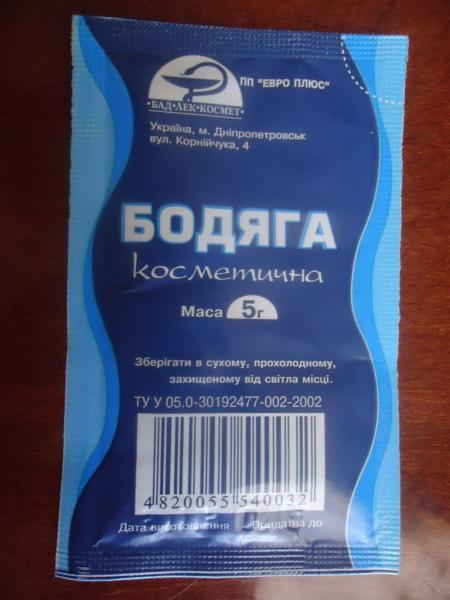 ПП "ЕВРО ПЛЮС"
·БАД·ЛЕК·КОСМЕТ·
Україна, м. Дніпропетровськ
вул. Корнійчука, 4
БОДЯГА
косметична
Маса 5г
Зберігати в сухому, прохолодному,
захищеному від світла місці.
ТУ У 05.0-30192477-002-2002
4 820055 540032
Дата виготовлення Придатна до